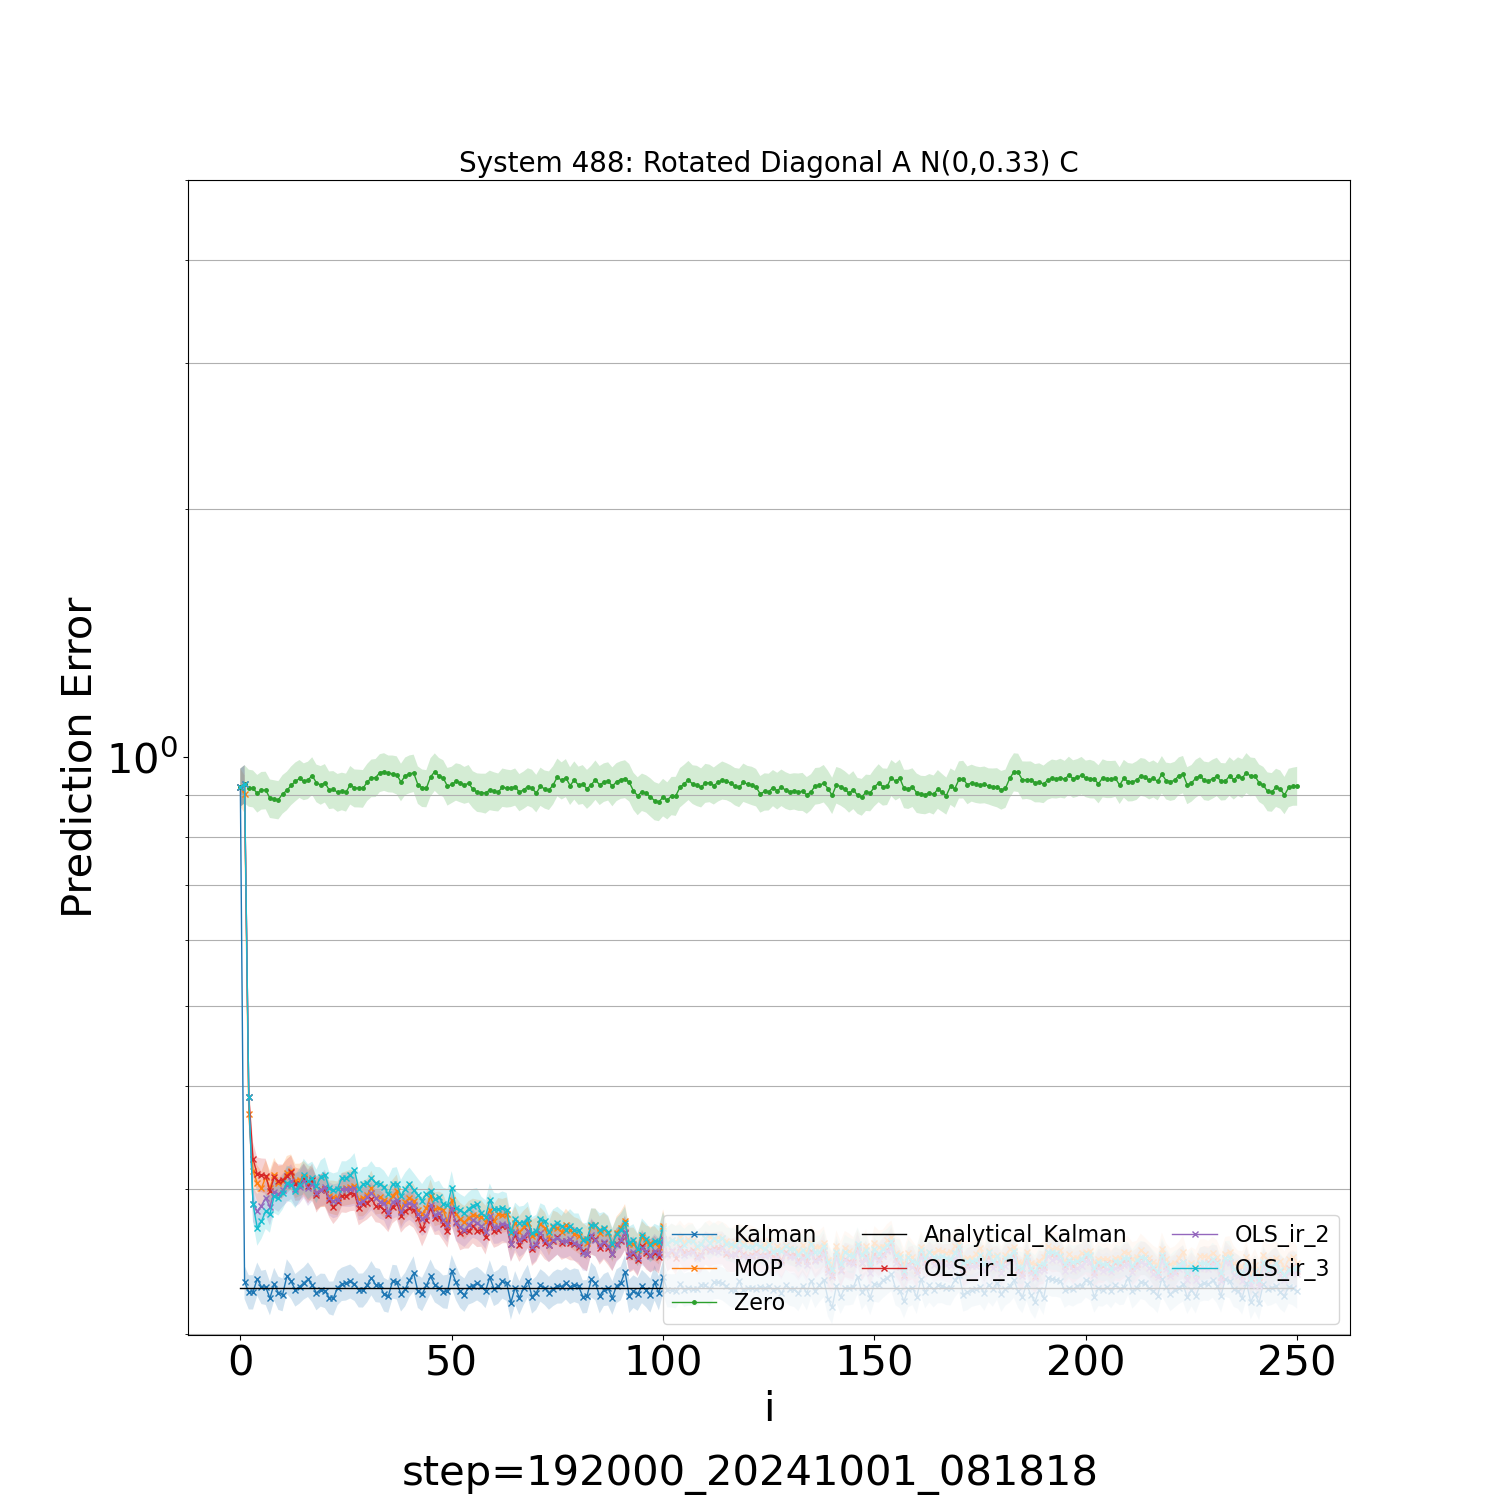 System 488: Rotated Diagonal A N(0,0.33) C
Prediction Error
10⁰
Kalman
MOP
Zero
Analytical_Kalman
OLS_ir_1
OLS_ir_2
OLS_ir_3
0 50 100 150 200 250
i
step=192000_20241001_081818